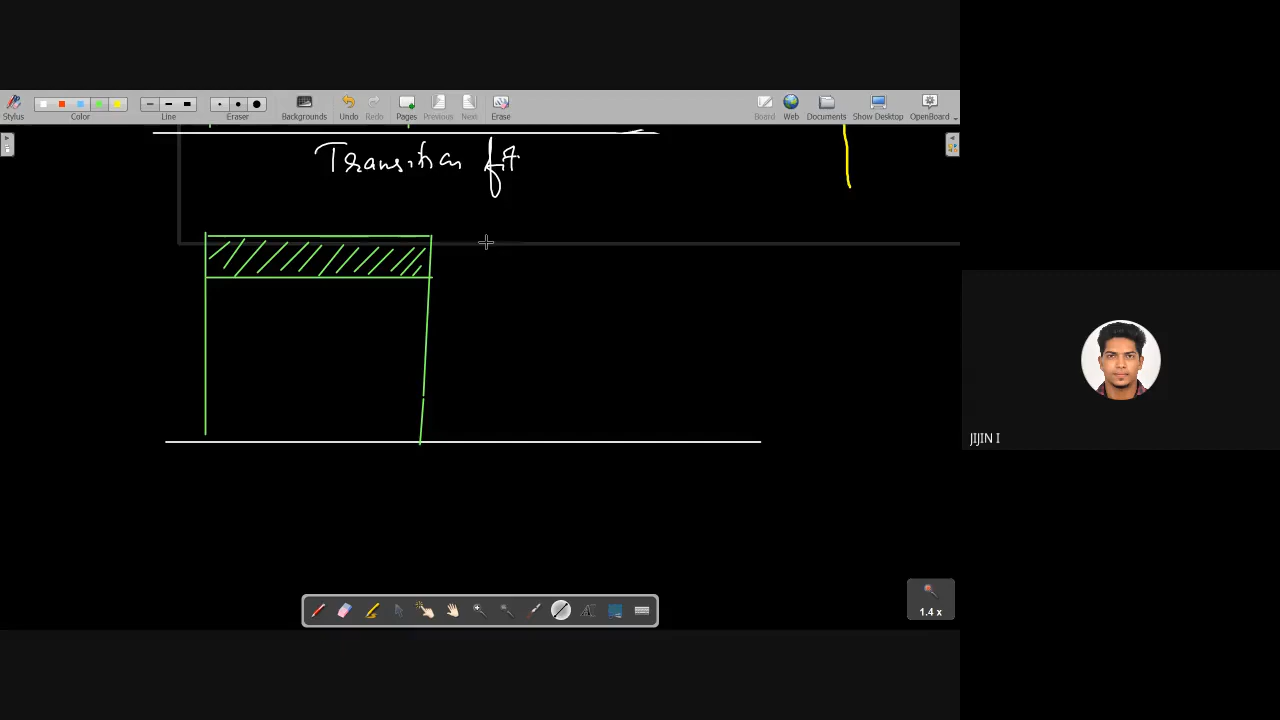 Stylus
Color
Line
Eraser
Backgrounds
Undo
Redo
Pages
Previous
Next
Erase
Board
Web
Documents
Show Desktop
OpenBoard
Transition fit
JIJIN I
1.4 x